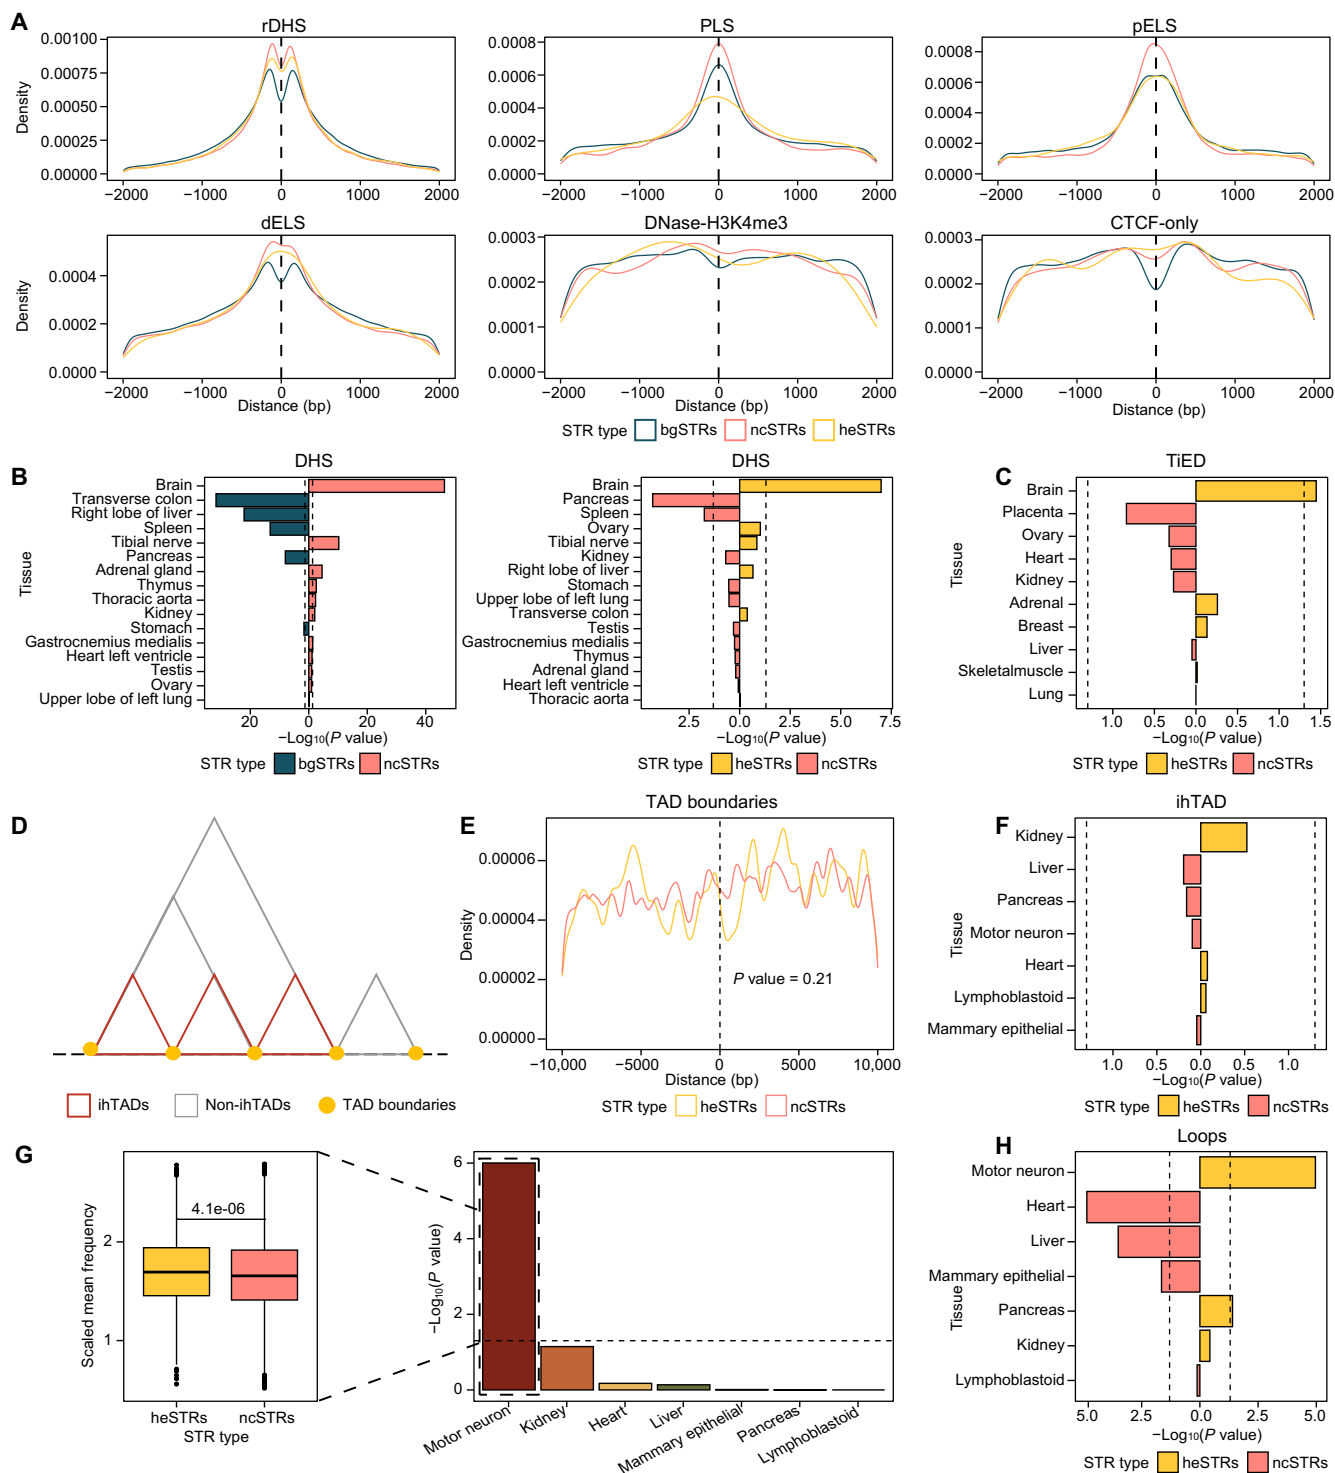 A
rDHS
PLS
pELS
Density
0.00100
0.00075
0.00050
0.00025
0.00000
−2000 −1000 0 1000 2000
0.0008
0.0006
0.0004
0.0002
0.0000
−2000 −1000 0 1000 2000
0.0008
0.0006
0.0004
0.0002
0.0000
−2000 −1000 0 1000 2000
dELS
DNase-H3K4me3
CTCF-only
Density
0.0004
0.0002
0.0000
−2000 −1000 0 1000 2000
Distance (bp)
0.0003
0.0002
0.0001
0.0000
−2000 −1000 0 1000 2000
Distance (bp)
0.0003
0.0002
0.0001
0.0000
−2000 −1000 0 1000 2000
Distance (bp)
STR type bgSTRs ncSTRs heSTRs
B
DHS
Tissue
Brain
Transverse colon
Right lobe of liver
Spleen
Tibial nerve
Pancreas
Adrenal gland
Thymus
Thoracic aorta
Kidney
Stomach
Gastrocnemius medialis
Heart left ventricle
Testis
Ovary
Upper lobe of left lung
20 0 20 40
−Log10(P value)
STR type bgSTRs ncSTRs
DHS
Brain
Pancreas
Spleen
Ovary
Tibial nerve
Kidney
Right lobe of liver
Stomach
Upper lobe of left lung
Transverse colon
Testis
Gastrocnemius medialis
Thymus
Adrenal gland
Heart left ventricle
Thoracic aorta
2.5 0.0 2.5 5.0 7.5
−Log10(P value)
STR type heSTRs ncSTRs
C
TiED
Tissue
Brain
Placenta
Ovary
Heart
Kidney
Adrenal
Breast
Liver
Skeletalmuscle
Lung
1.0 0.5 0.0 0.5 1.0 1.5
−Log10(P value)
STR type heSTRs ncSTRs
D
ihTADs Non-ihTADs TAD boundaries
E
TAD boundaries
Density
0.00006
0.00004
0.00002
0.00000
P value = 0.21
−10,000 −5000 0 5000 10,000
Distance (bp)
STR type heSTRs ncSTRs
F
ihTAD
Tissue
Kidney
Liver
Pancreas
Motor neuron
Heart
Lymphoblastoid
Mammary epithelial
1.0 0.5 0.0 0.5 1.0
−Log10(P value)
STR type heSTRs ncSTRs
G
Scaled mean frequency
2
1
4.1e-06
heSTRs ncSTRs
STR type
−Log10(P value)
6
4
2
0
Motor neuron
Kidney
Heart
Liver
Mammary epithelial
Pancreas
Lymphoblastoid
H
Loops
Tissue
Motor neuron
Heart
Liver
Mammary epithelial
Pancreas
Kidney
Lymphoblastoid
5.0 2.5 0.0 2.5 5.0
−Log10(P value)
STR type heSTRs ncSTRs